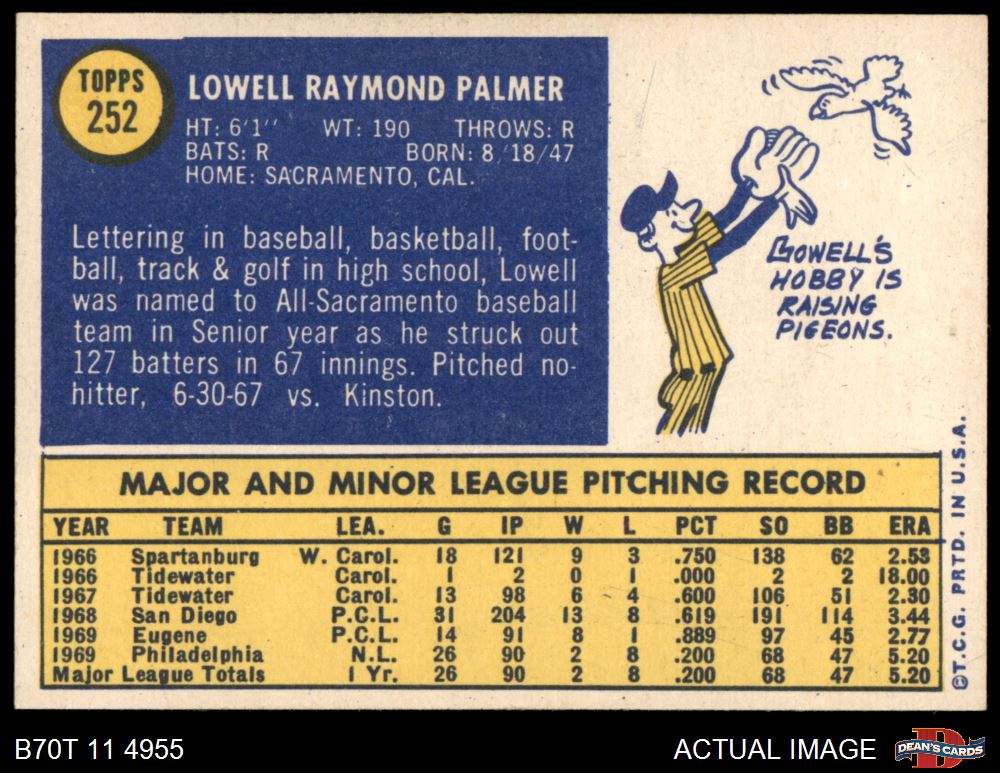 TOPPS
252
LOWELL RAYMOND PALMER
HT: 6'1'' WT: 190 THROWS: R
BATS: R BORN: 8/18/47
HOME: SACRAMENTO, CAL.
Lettering in baseball, basketball, foot-
ball, track & golf in high school, Lowell
was named to All-Sacramento baseball
team in Senior year as he struck out
127 batters in 67 innings. Pitched no-
hitter, 6-30-67 vs. Kinston.
LOWELL'S
HOBBY IS
RAISING
PIGEONS.
MAJOR AND MINOR LEAGUE PITCHING RECORD
YEAR TEAM LEA. G IP W L PCT SO BB ERA
1966 Spartanburg W. Carol. 18 121 9 3 .750 138 62 2.53
1966 Tidewater Carol. 1 2 0 1 .000 2 2 18.00
1967 Tidewater Carol. 13 98 6 4 .600 106 51 2.30
1968 San Diego P.C.L. 31 204 13 8 .619 191 114 3.44
1969 Eugene P.C.L. 14 91 8 1 .889 97 45 2.77
1969 Philadelphia N.L. 26 90 2 8 .200 68 47 5.20
Major League Totals 1 Yr. 26 90 2 8 .200 68 47 5.20
©T.C.G. PRTD. IN U.S.A.
B70T 11 4955
ACTUAL IMAGE
DEAN'S CARDS